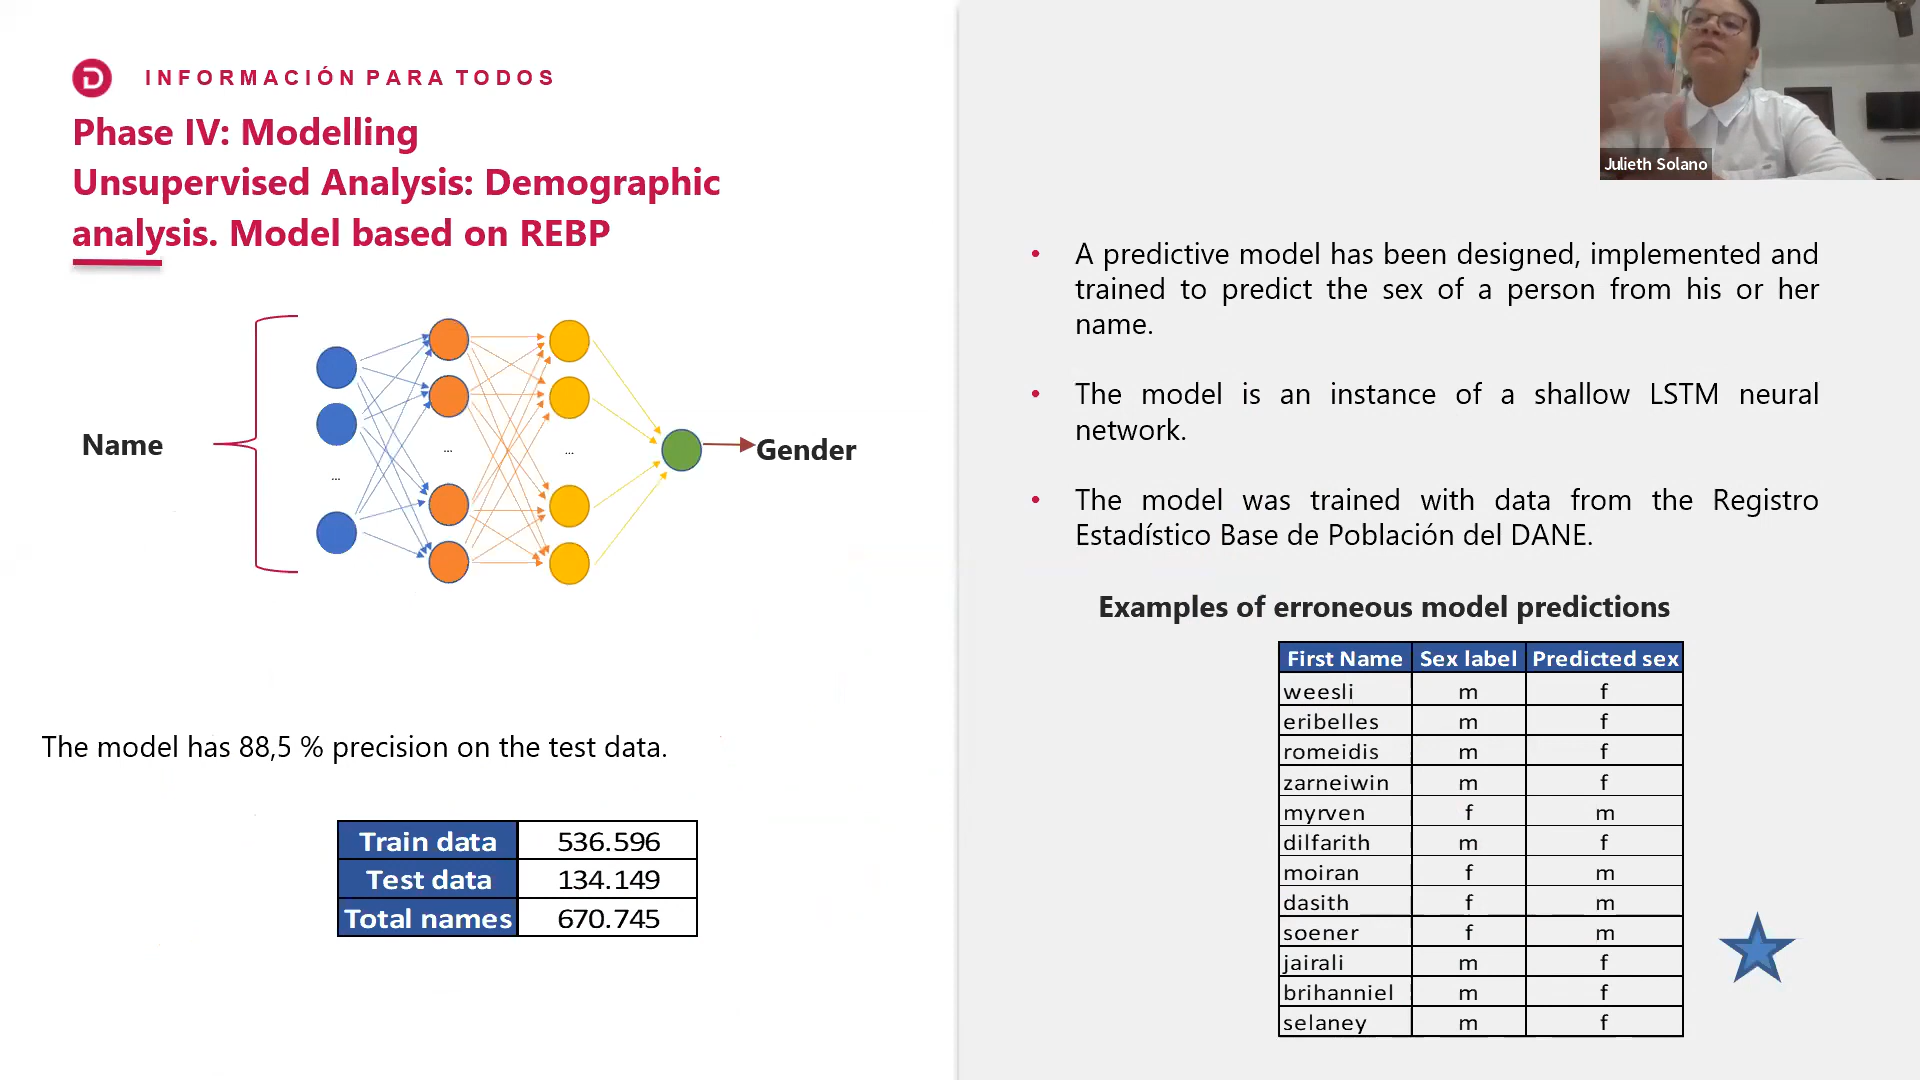 INFORMACIÓN PARA TODOS
Phase IV: Modelling
Unsupervised Analysis: Demographic
analysis. Model based on REBP
Name
...
...
...
Gender
The model has 88,5 % precision on the test data.
Train data 536.596
Test data 134.149
Total names 670.745
Julieth Solano
• A predictive model has been designed, implemented and
trained to predict the sex of a person from his or her
name.
• The model is an instance of a shallow LSTM neural
network.
• The model was trained with data from the Registro
Estadístico Base de Población del DANE.
Examples of erroneous model predictions
First Name Sex label Predicted sex
weesli m f
eribelles m f
romeidis m f
zarneiwin m f
myrven f m
dilfarith m f
moiran f m
dasith f m
soener f m
jairali m f
brihanniel m f
selaney m f